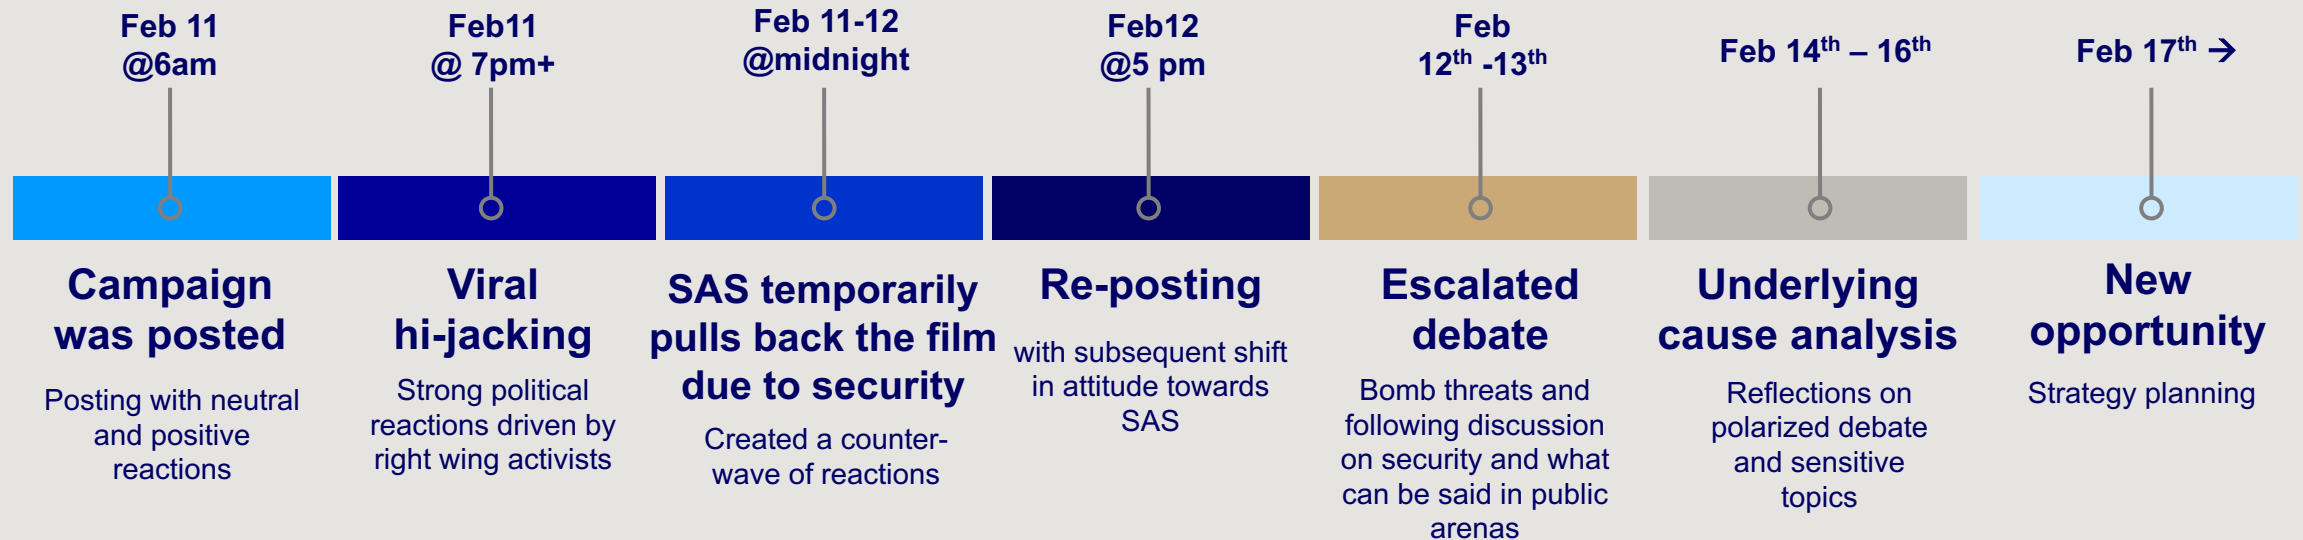 Feb 11
@6am
Feb11
@ 7pm+
Feb 11-12
@midnight
Feb12
@5 pm
Feb
12th -13th
Feb 14th – 16th
Feb 17th →
Campaign
was posted
Posting with neutral
and positive
reactions
Viral
hi-jacking
Strong political
reactions driven by
right wing activists
SAS temporarily
pulls back the film
due to security
Created a counter-
wave of reactions
Re-posting
with subsequent shift
in attitude towards
SAS
Escalated
debate
Bomb threats and
following discussion
on security and what
can be said in public
arenas
Underlying
cause analysis
Reflections on
polarized debate
and sensitive
topics
New
opportunity
Strategy planning